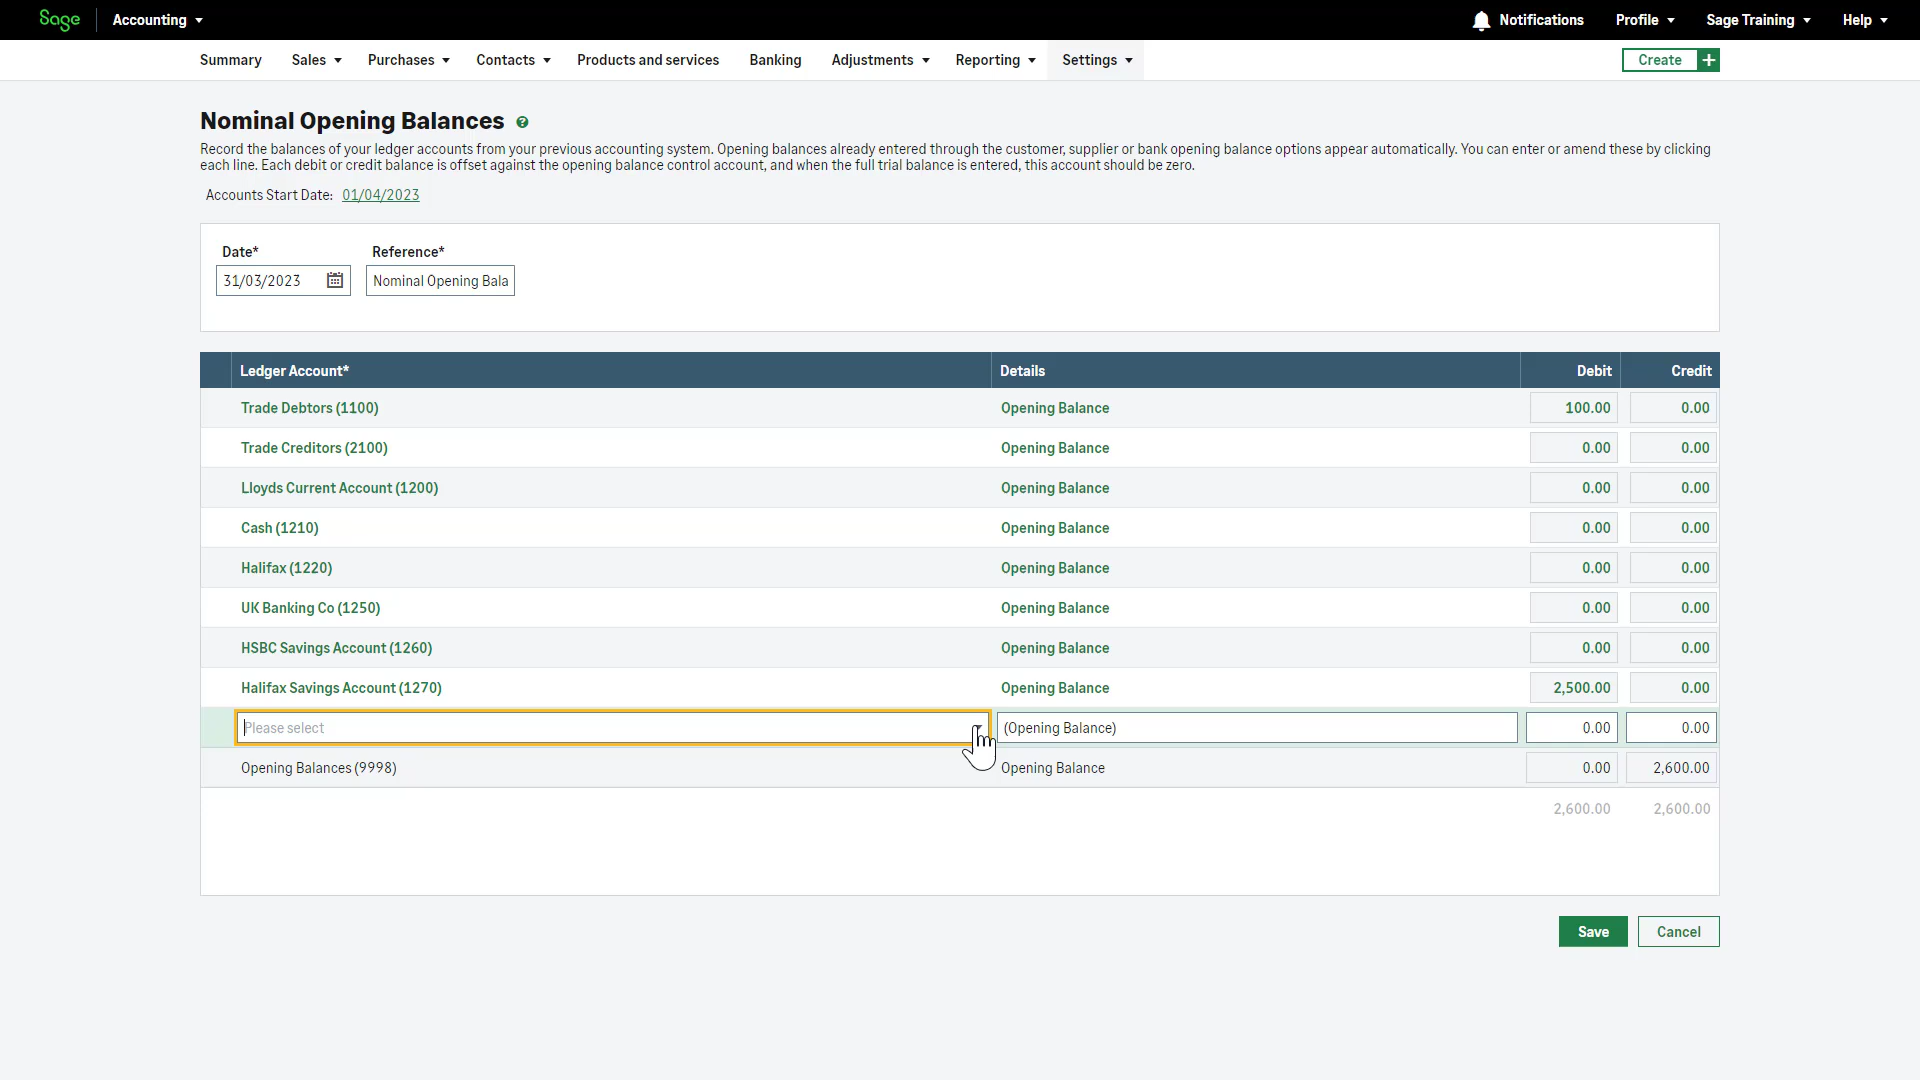 Sage Accounting Notifications Profile Sage Training Help
Summary Sales Purchases Contacts Products and services Banking Adjustments Reporting Settings Create +
Nominal Opening Balances ?
Record the balances of your ledger accounts from your previous accounting system. Opening balances already entered through the customer, supplier or bank opening balance options appear automatically. You can enter or amend these by clicking
each line. Each debit or credit balance is offset against the opening balance control account, and when the full trial balance is entered, this account should be zero.
Accounts Start Date: 01/04/2023
Date* Reference*
31/03/2023 Nominal Opening Bala
Ledger Account* Details Debit Credit
Trade Debtors (1100) Opening Balance 100.00 0.00
Trade Creditors (2100) Opening Balance 0.00 0.00
Lloyds Current Account (1200) Opening Balance 0.00 0.00
Cash (1210) Opening Balance 0.00 0.00
Halifax (1220) Opening Balance 0.00 0.00
UK Banking Co (1250) Opening Balance 0.00 0.00
HSBC Savings Account (1260) Opening Balance 0.00 0.00
Halifax Savings Account (1270) Opening Balance 2,500.00 0.00
Please select (Opening Balance) 0.00 0.00
Opening Balances (9998) Opening Balance 0.00 2,600.00
2,600.00 2,600.00
Save Cancel